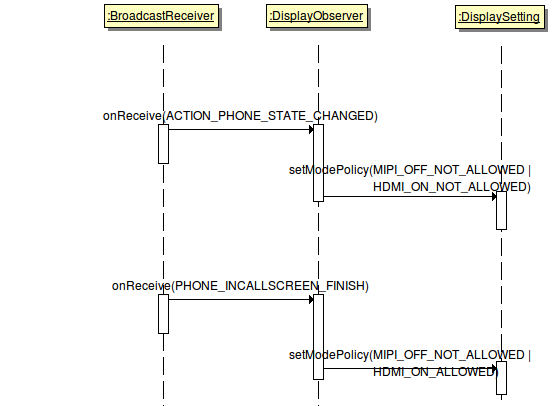 :BroadcastReceiver
:DisplayObserver
:DisplaySetting
onReceive(ACTION_PHONE_STATE_CHANGED)
setModePolicy(MIPI_OFF_NOT_ALLOWED |
HDMI_ON_NOT_ALLOWED)
onReceive(PHONE_INCALLSCREEN_FINISH)
setModePolicy(MIPI_OFF_NOT_ALLOWED |
HDMI_ON_ALLOWED)